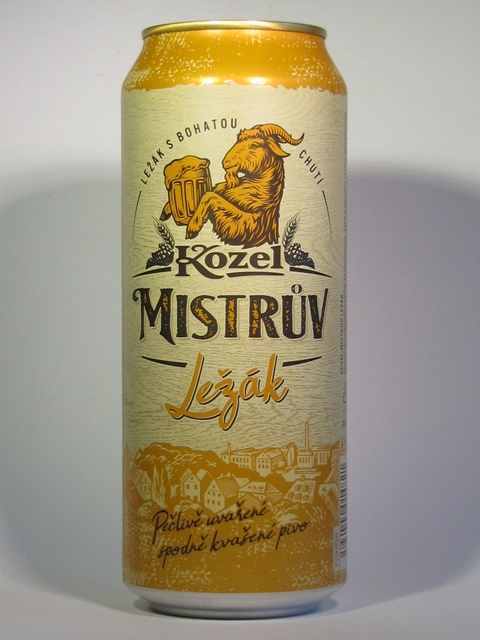 LEŽÁK S BOHATOU CHUTÍ
Kozel
MISTRŮV
Ležák
Pečlivě uvařené
spodně kvašené pivo